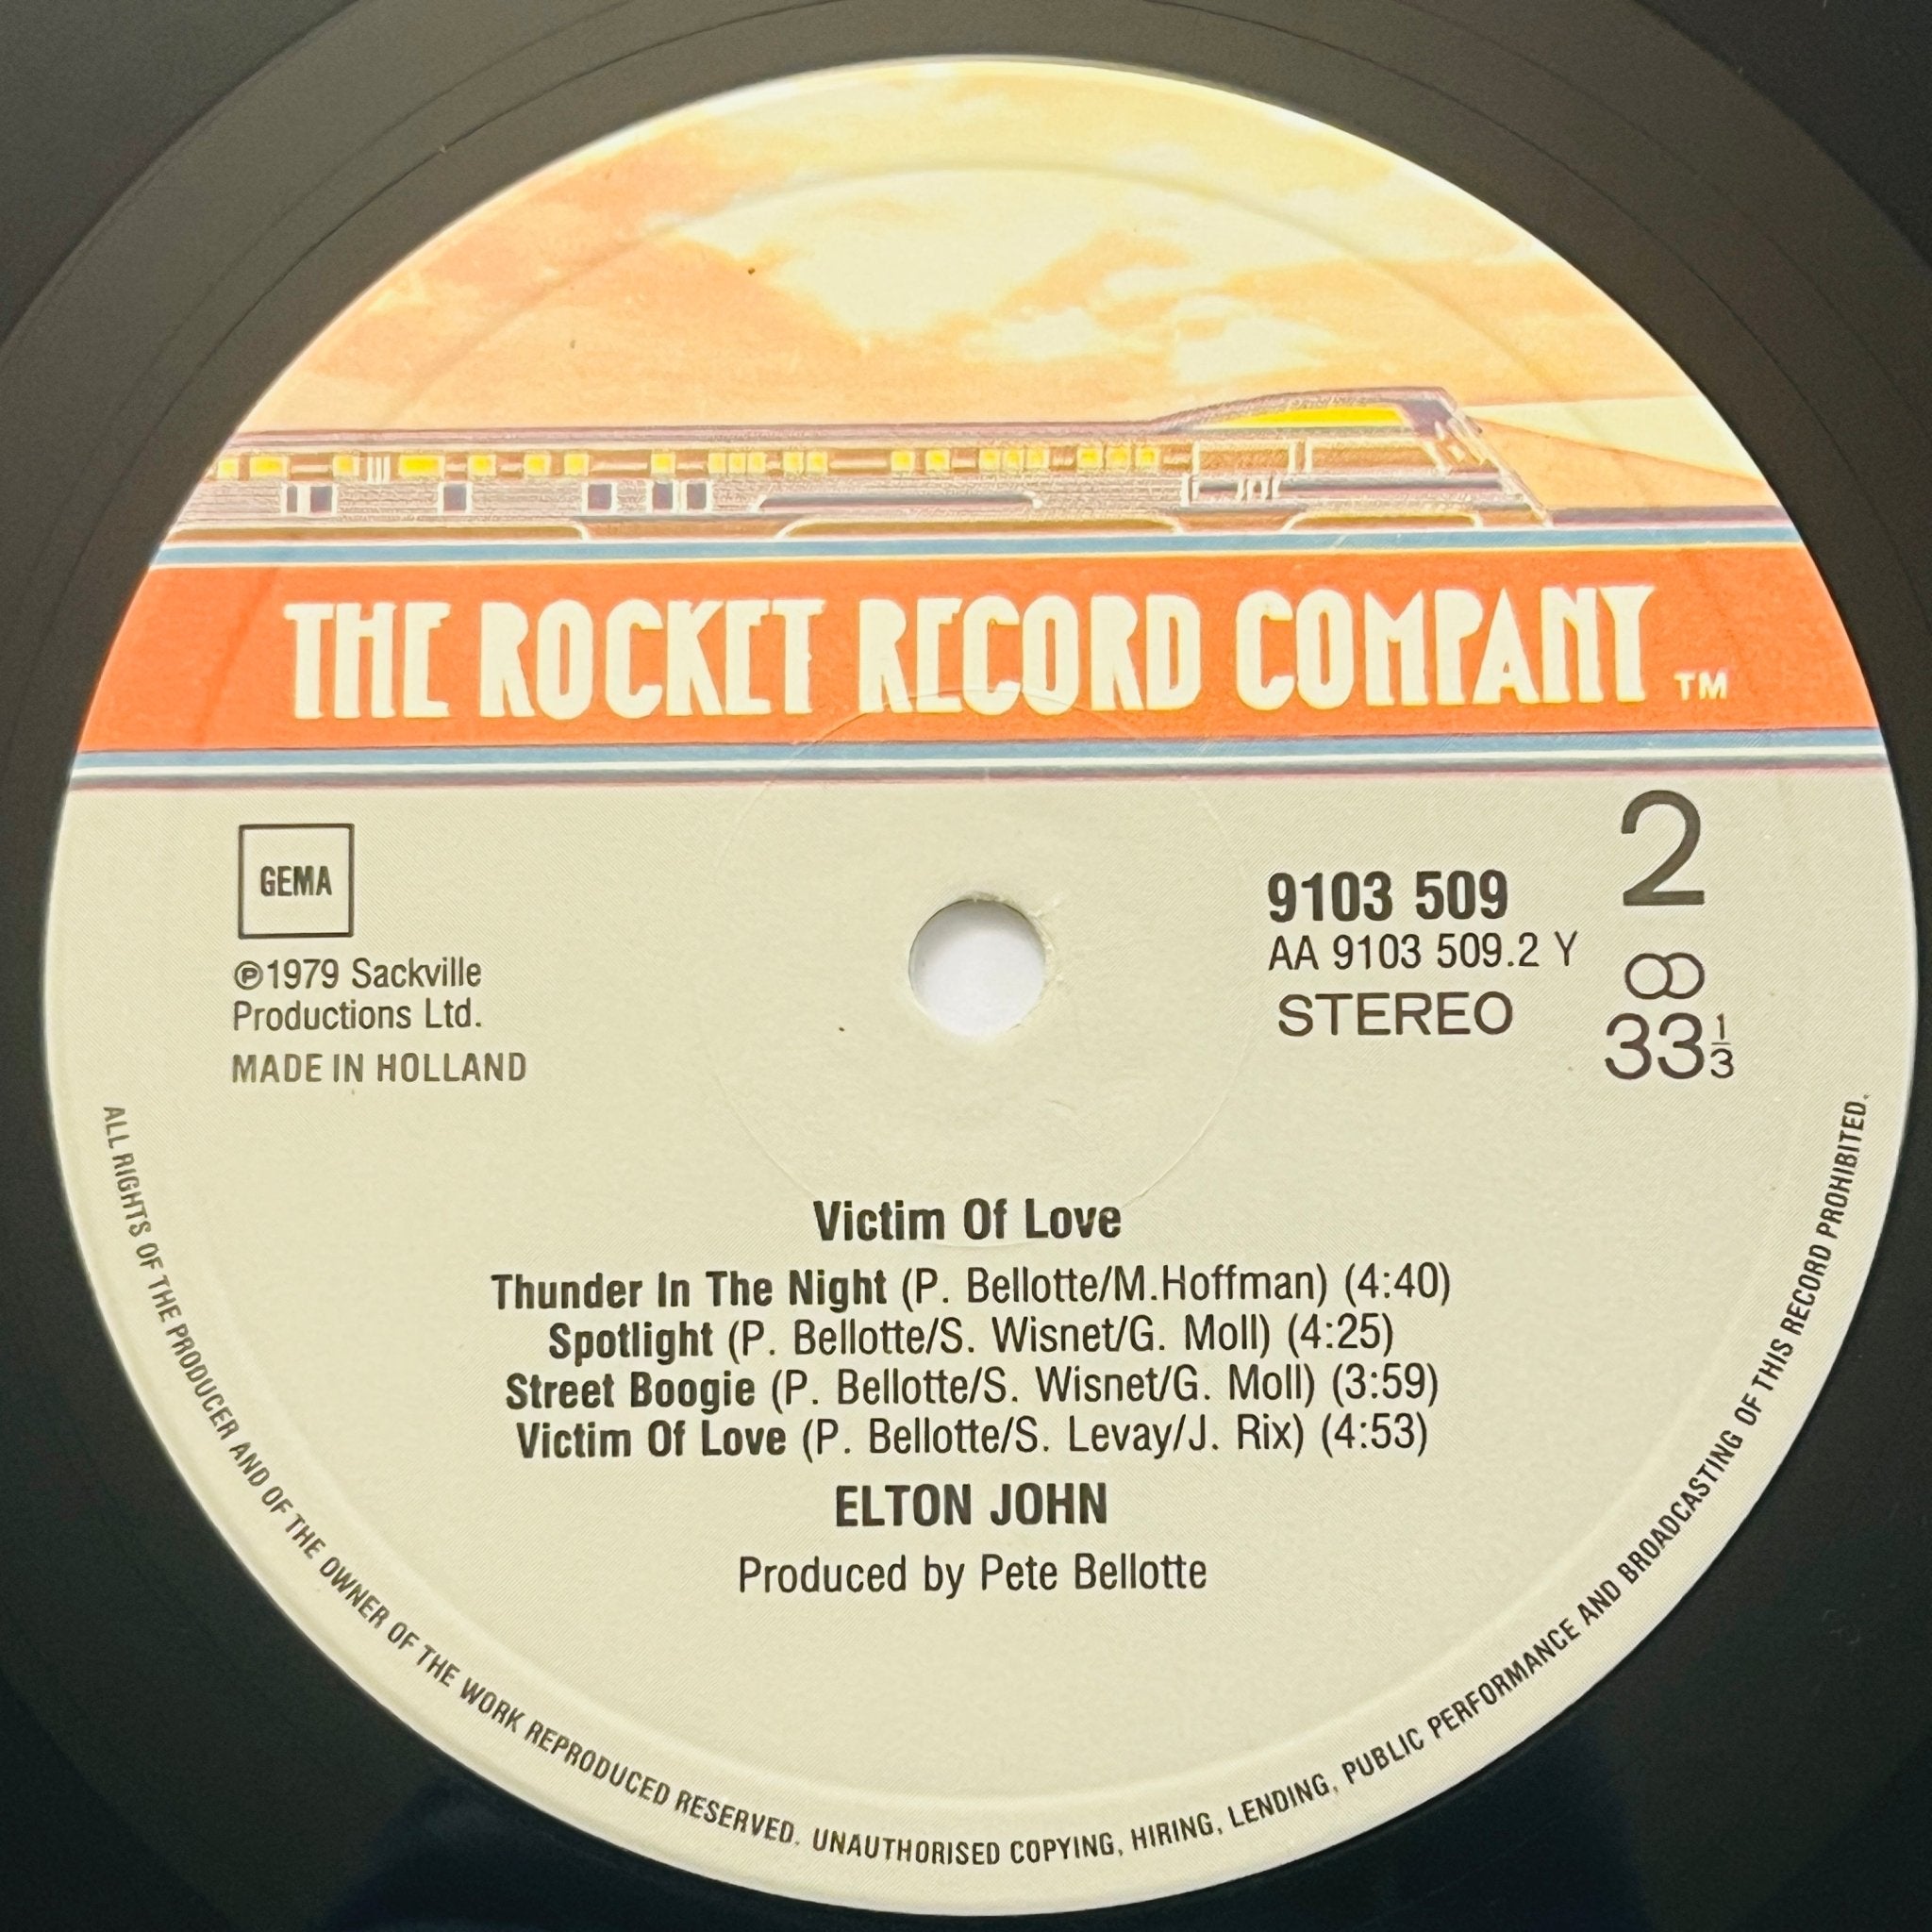 THE ROCKET RECORD COMPANY TM
GEMA
℗1979 Sackville
Productions Ltd.
MADE IN HOLLAND
9103 509
AA 9103 509.2 Y
STEREO
2
33⅓
Victim Of Love
Thunder In The Night (P. Bellotte/M.Hoffman) (4:40)
Spotlight (P. Bellotte/S. Wisnet/G. Moll) (4:25)
Street Boogie (P. Bellotte/S. Wisnet/G. Moll) (3:59)
Victim Of Love (P. Bellotte/S. Levay/J. Rix) (4:53)
ELTON JOHN
Produced by Pete Bellotte
ALL RIGHTS OF THE PRODUCER AND OF THE OWNER OF THE WORK REPRODUCED RESERVED. UNAUTHORISED COPYING, HIRING, LENDING, PUBLIC PERFORMANCE AND BROADCASTING OF THIS RECORD PROHIBITED.